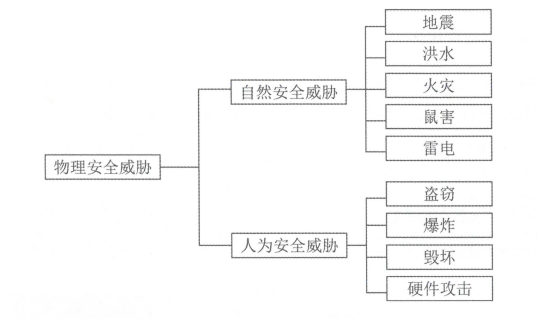 地震
洪水
自然安全威胁
火灾
鼠害
雷电
物理安全威胁
盗窃
爆炸
人为安全威胁
毁坏
硬件攻击